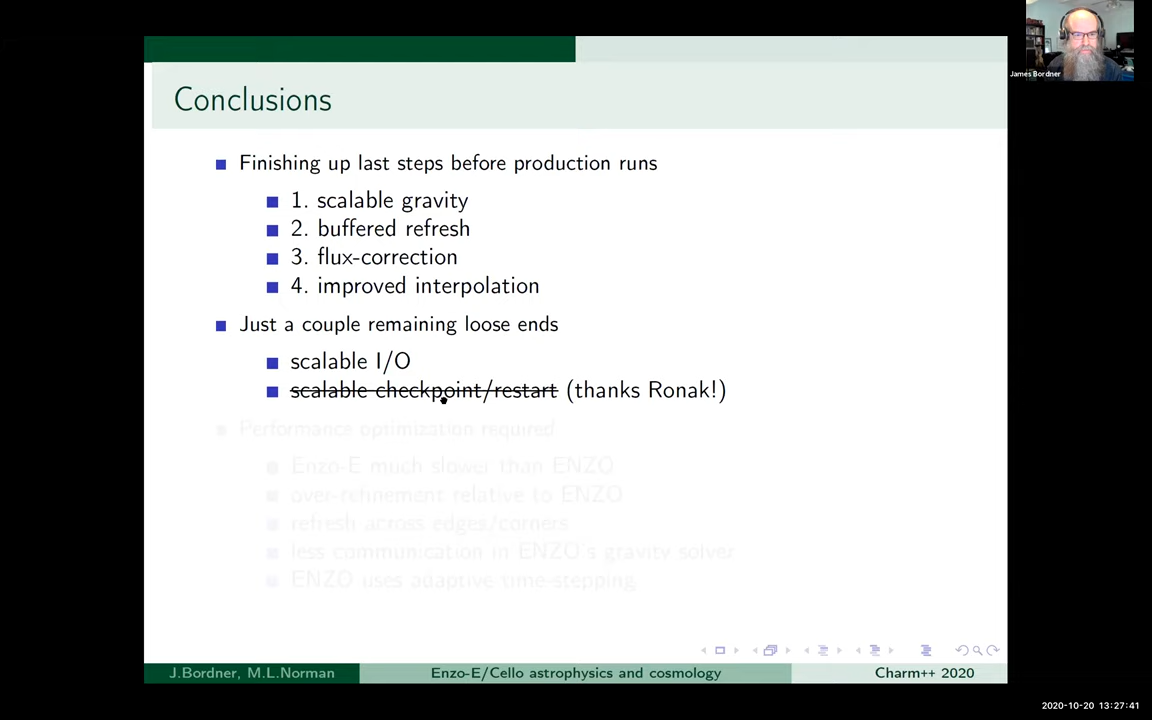 James Bordner
Conclusions
Finishing up last steps before production runs
1. scalable gravity
2. buffered refresh
3. flux-correction
4. improved interpolation
Just a couple remaining loose ends
scalable I/O
scalable checkpoint/restart (thanks Ronak!)
Performance optimization required
Enzo-E much slower than ENZO
over-refinement relative to ENZO
refresh across edges/corners
less communication in ENZO's gravity solver
ENZO uses adaptive time-stepping
J.Bordner, M.L.Norman
Enzo-E/Cello astrophysics and cosmology
Charm++ 2020
2020-10-20 13:27:41